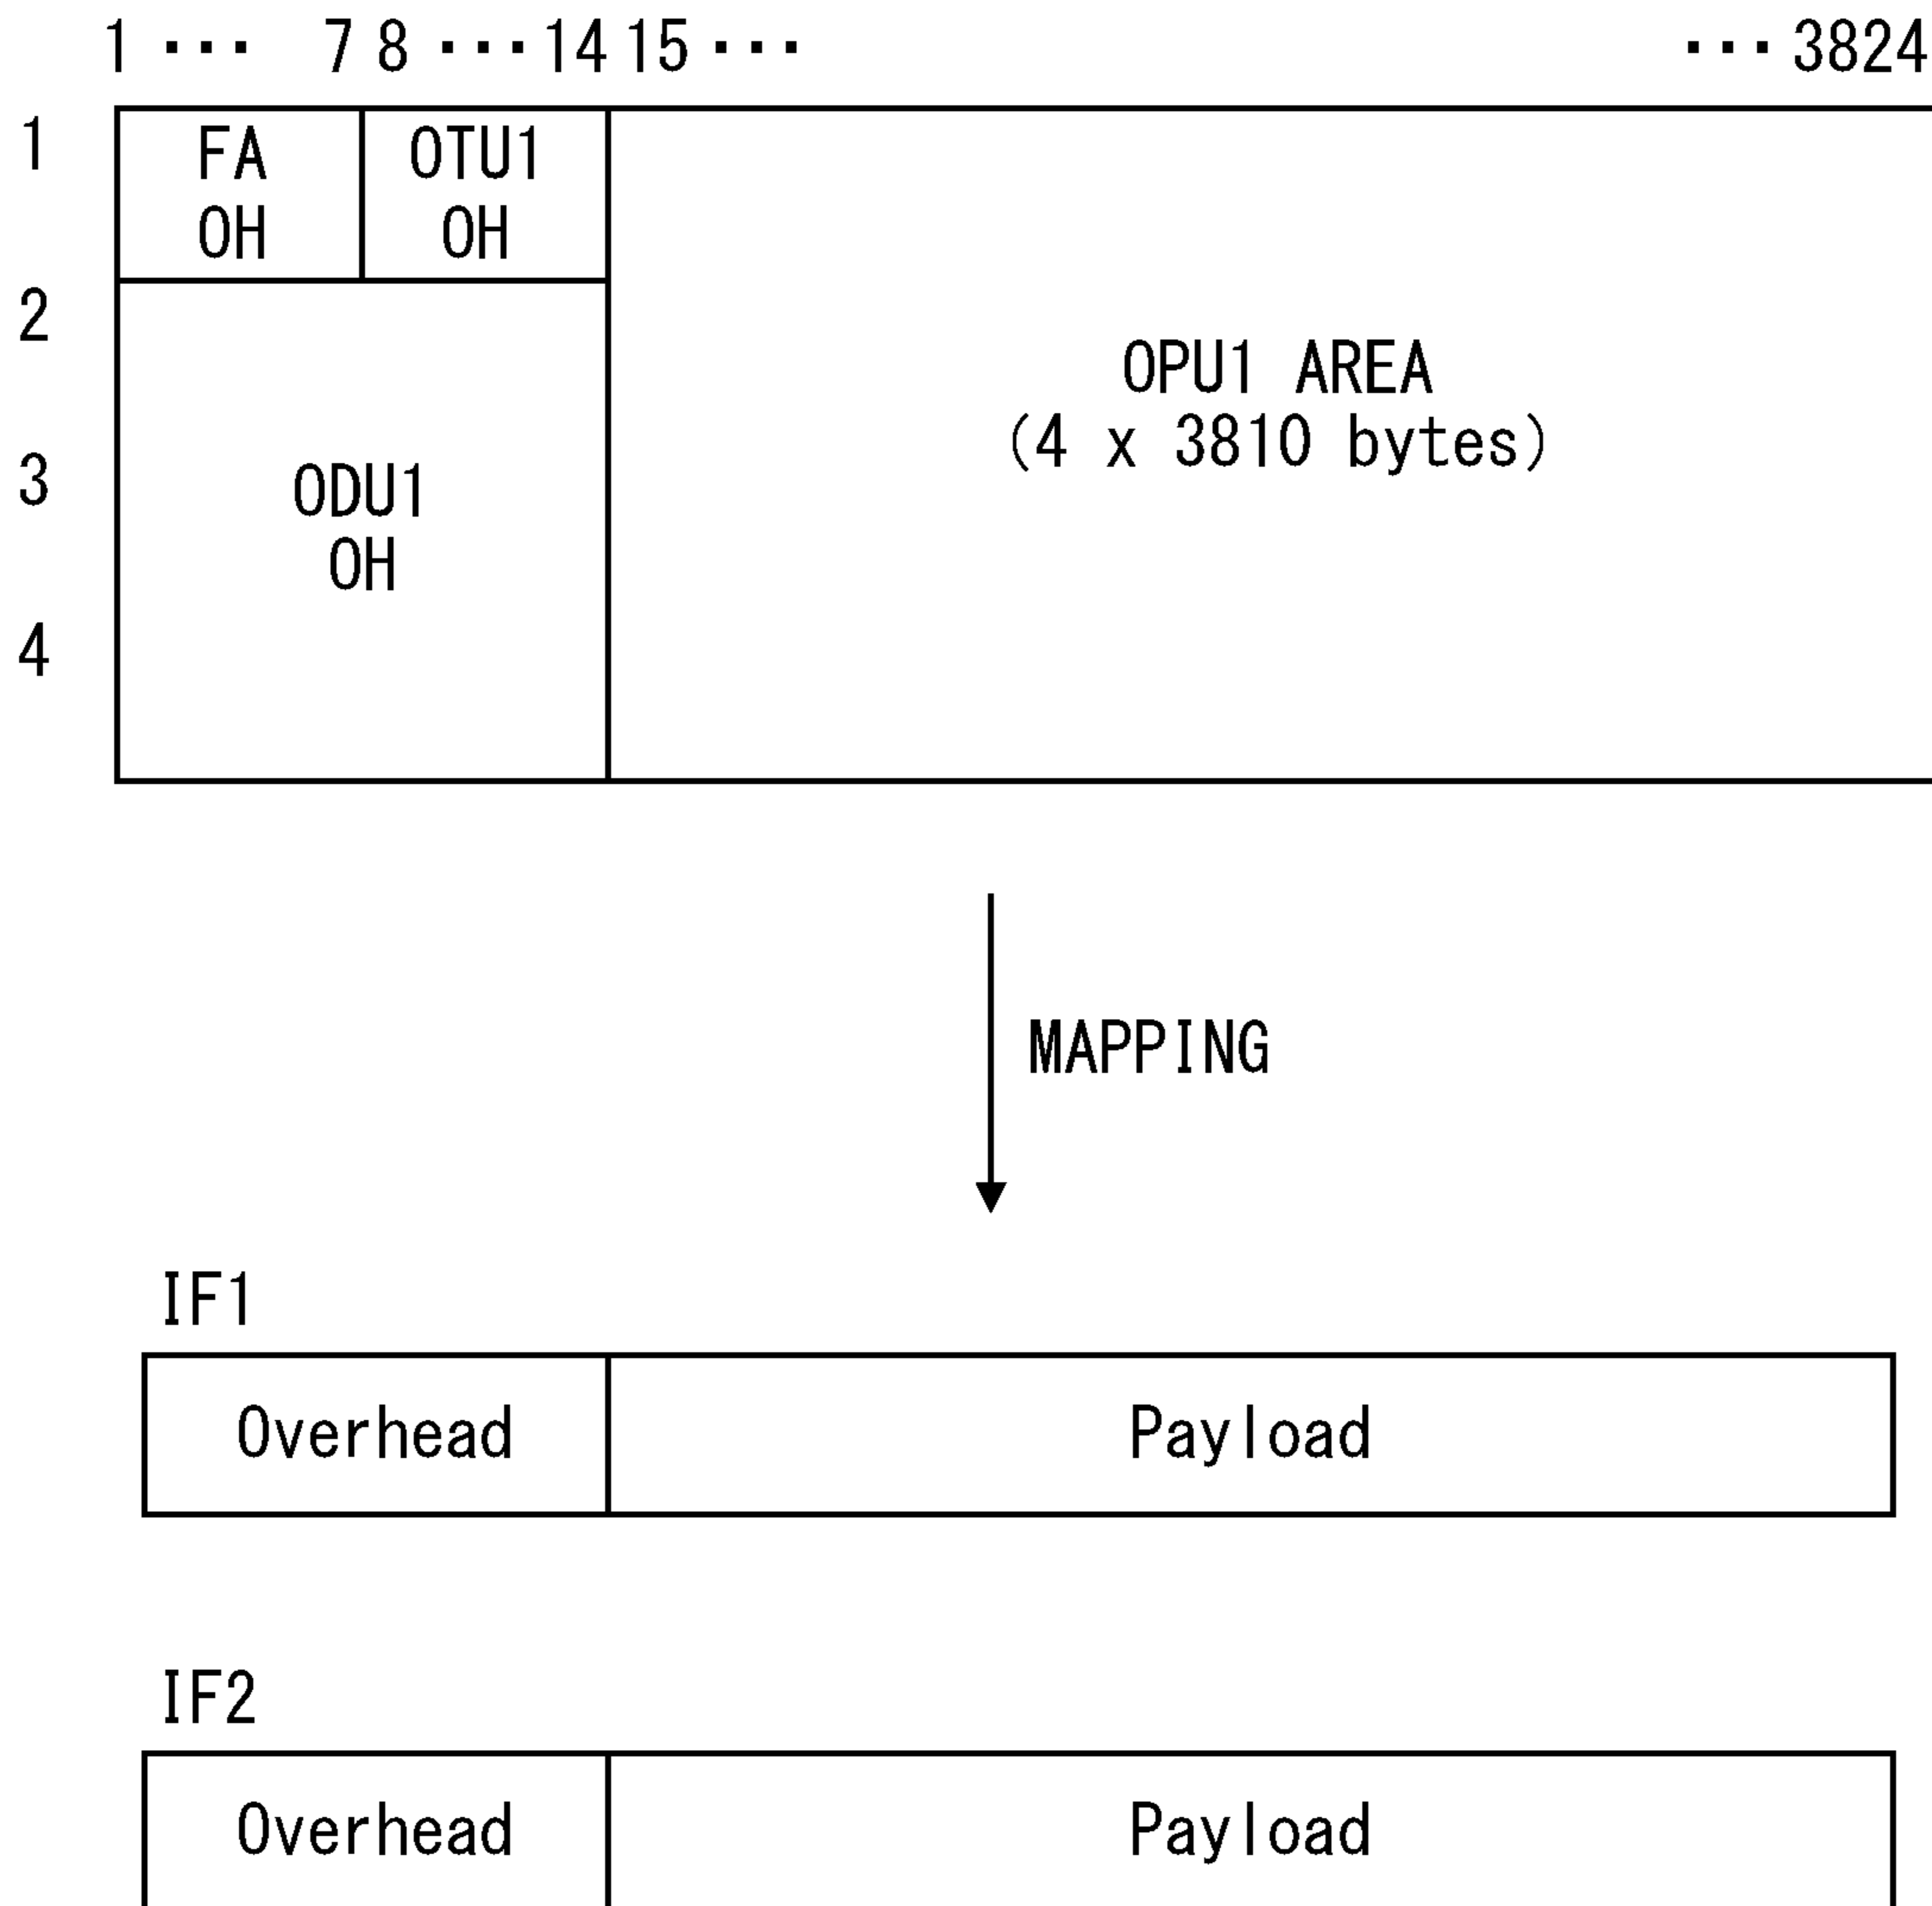 1 ··· 7 8 ··· 14 15 ··· ··· 3824
1
FA
OH
OTU1
OH
2
3
4
ODU1
OH
OPU1 AREA
(4 x 3810 bytes)
MAPPING
IF1
Overhead
Payload
IF2
Overhead
Payload